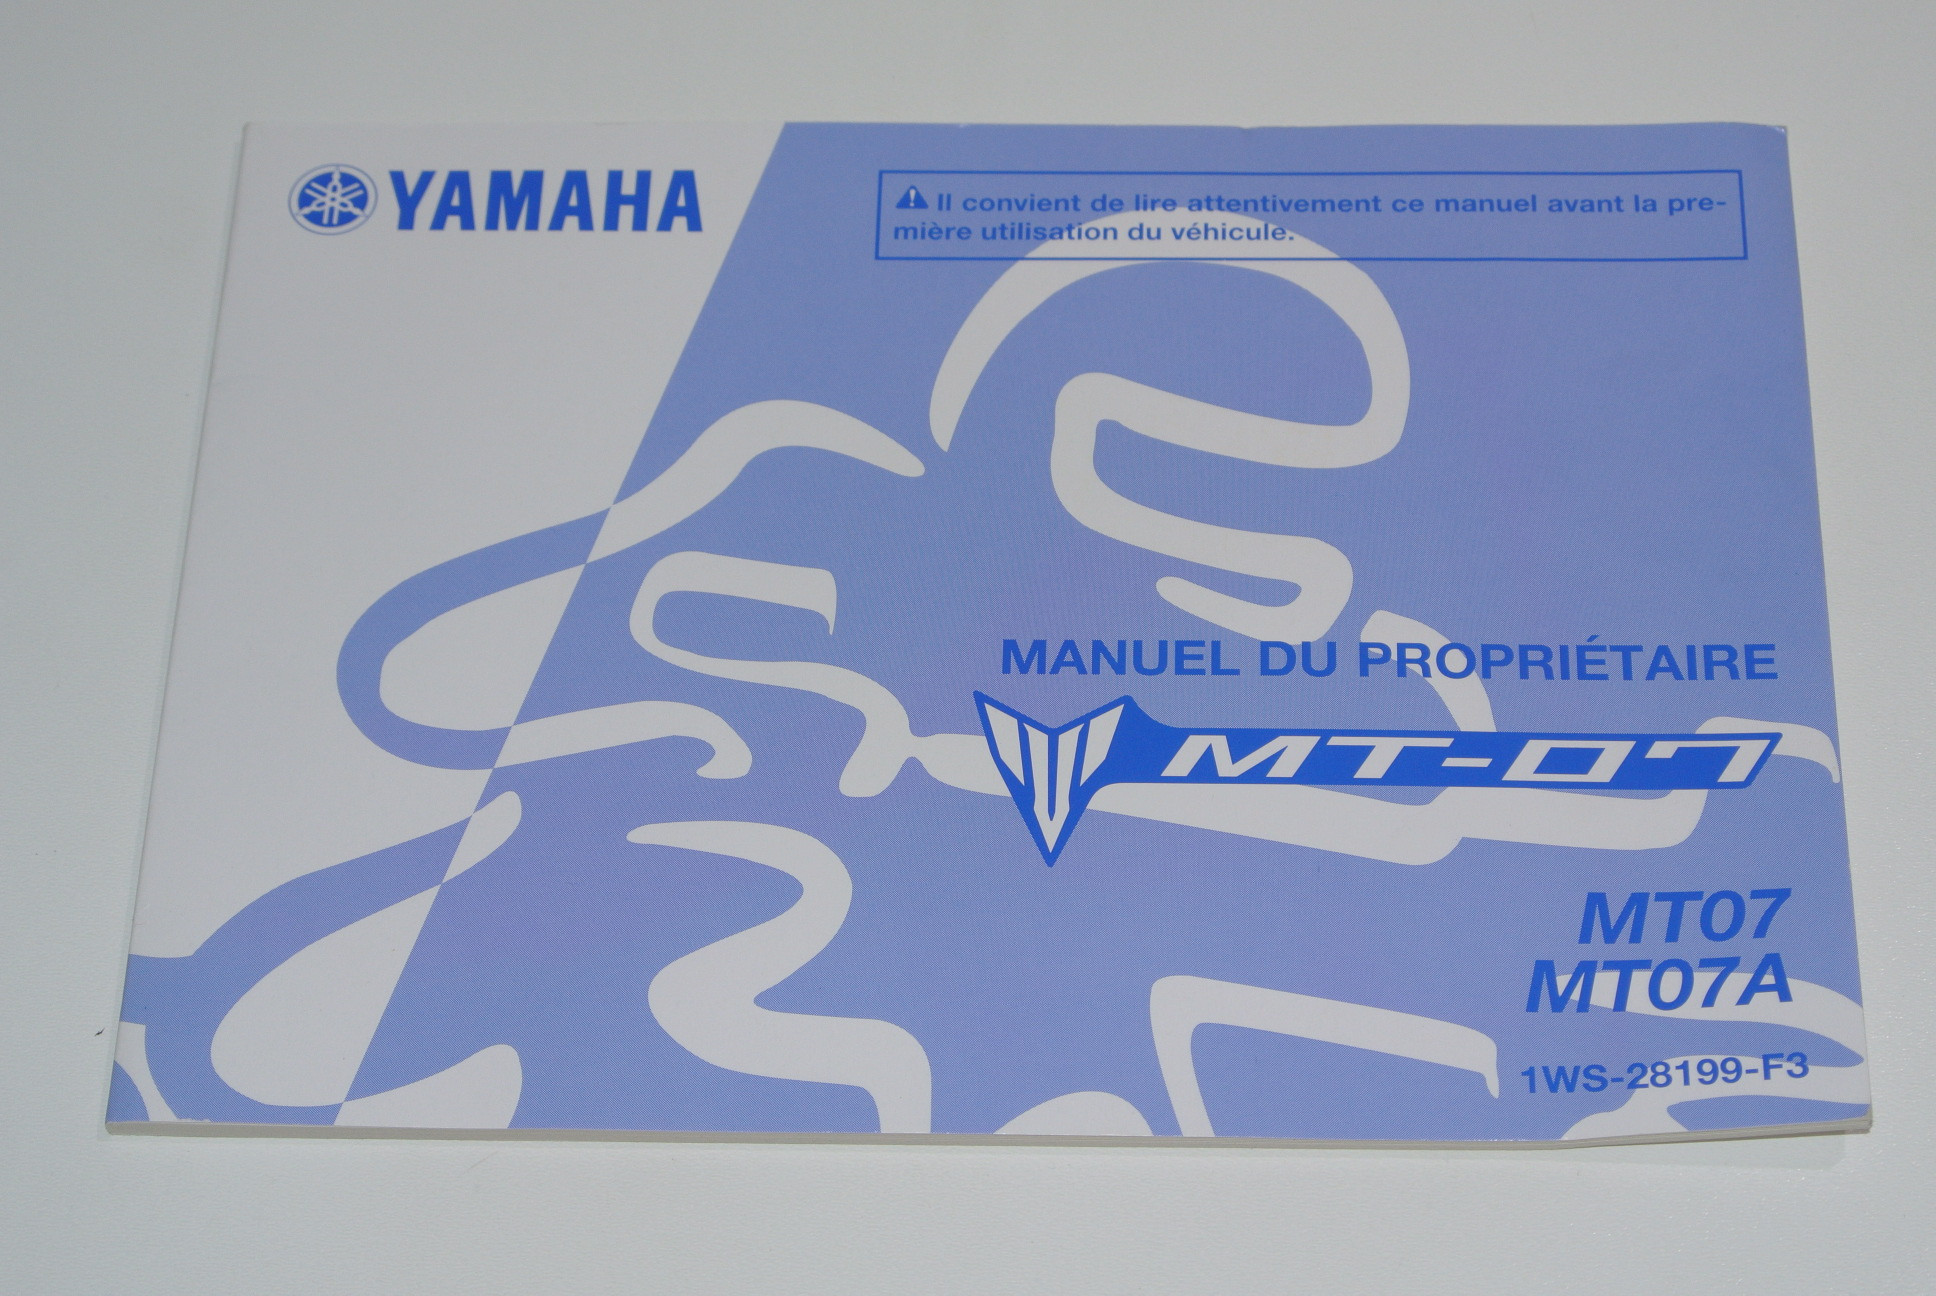 YAMAHA
⚠ Il convient de lire attentivement ce manuel avant la pre-
mière utilisation du véhicule.
MANUEL DU PROPRIÉTAIRE
MT-07
MT07
MT07A
1WS-28199-F3